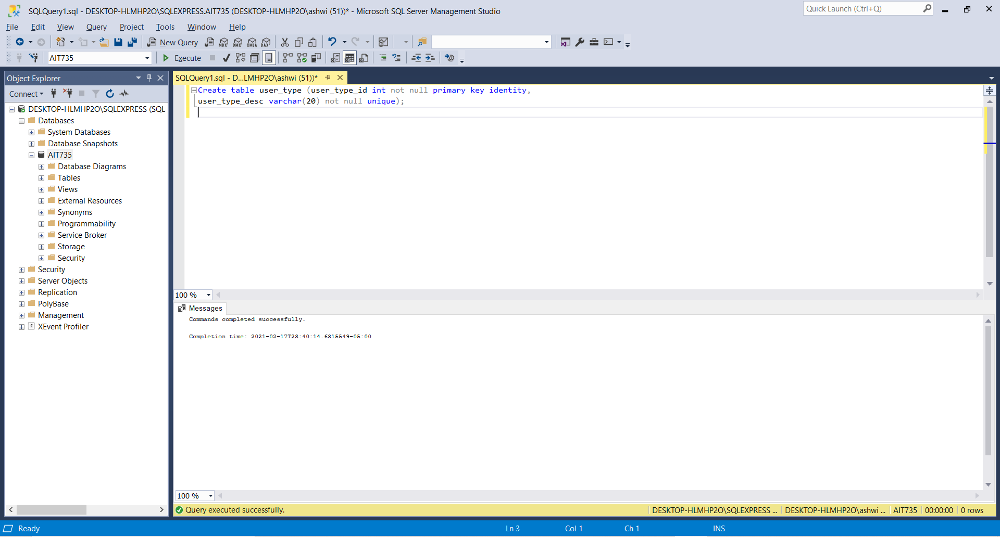 SQLQuery1.sql - DESKTOP-HLMHP2O\SQLEXPRESS.AIT735 (DESKTOP-HLMHP2O\ashwi (51))* - Microsoft SQL Server Management Studio
Quick Launch (Ctrl+Q)
File Edit View Query Project Tools Window Help
New Query MDX DMX XMLA DAX
AIT735 Execute
Object Explorer
SQLQuery1.sql - D...LMHP2O\ashwi (51))*
Connect
DESKTOP-HLMHP2O\SQLEXPRESS (SQL
Databases
System Databases
Database Snapshots
AIT735
Database Diagrams
Tables
Views
External Resources
Synonyms
Programmability
Service Broker
Storage
Security
Security
Server Objects
Replication
PolyBase
Management
XEvent Profiler
Create table user_type (user_type_id int not null primary key identity,
user_type_desc varchar(20) not null unique);
100 %
Messages
Commands completed successfully.
Completion time: 2021-02-17T23:40:14.6315549-05:00
100 %
Query executed successfully. DESKTOP-HLMHP2O\SQLEXPRESS ... DESKTOP-HLMHP2O\ashwi ... AIT735 00:00:00 0 rows
Ready Ln 3 Col 1 Ch 1 INS